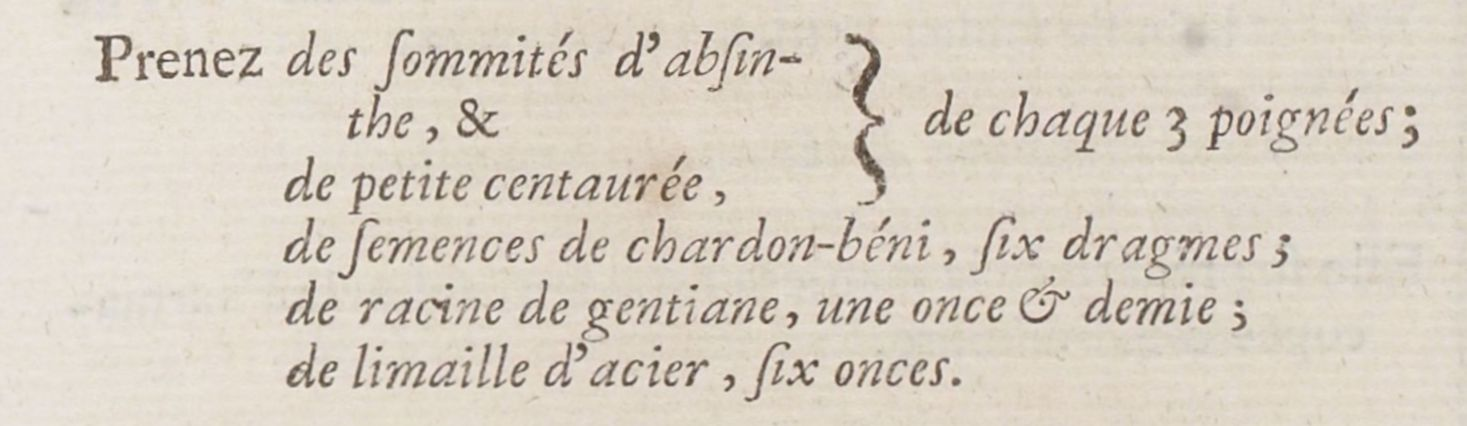 Prenez des ſommités d'abſin-
the, &
de chaque 3 poignées;
de petite centaurée,
de ſemences de chardon-béni, ſix dragmes;
de racine de gentiane, une once & demie;
de limaille d'acier, ſix onces.